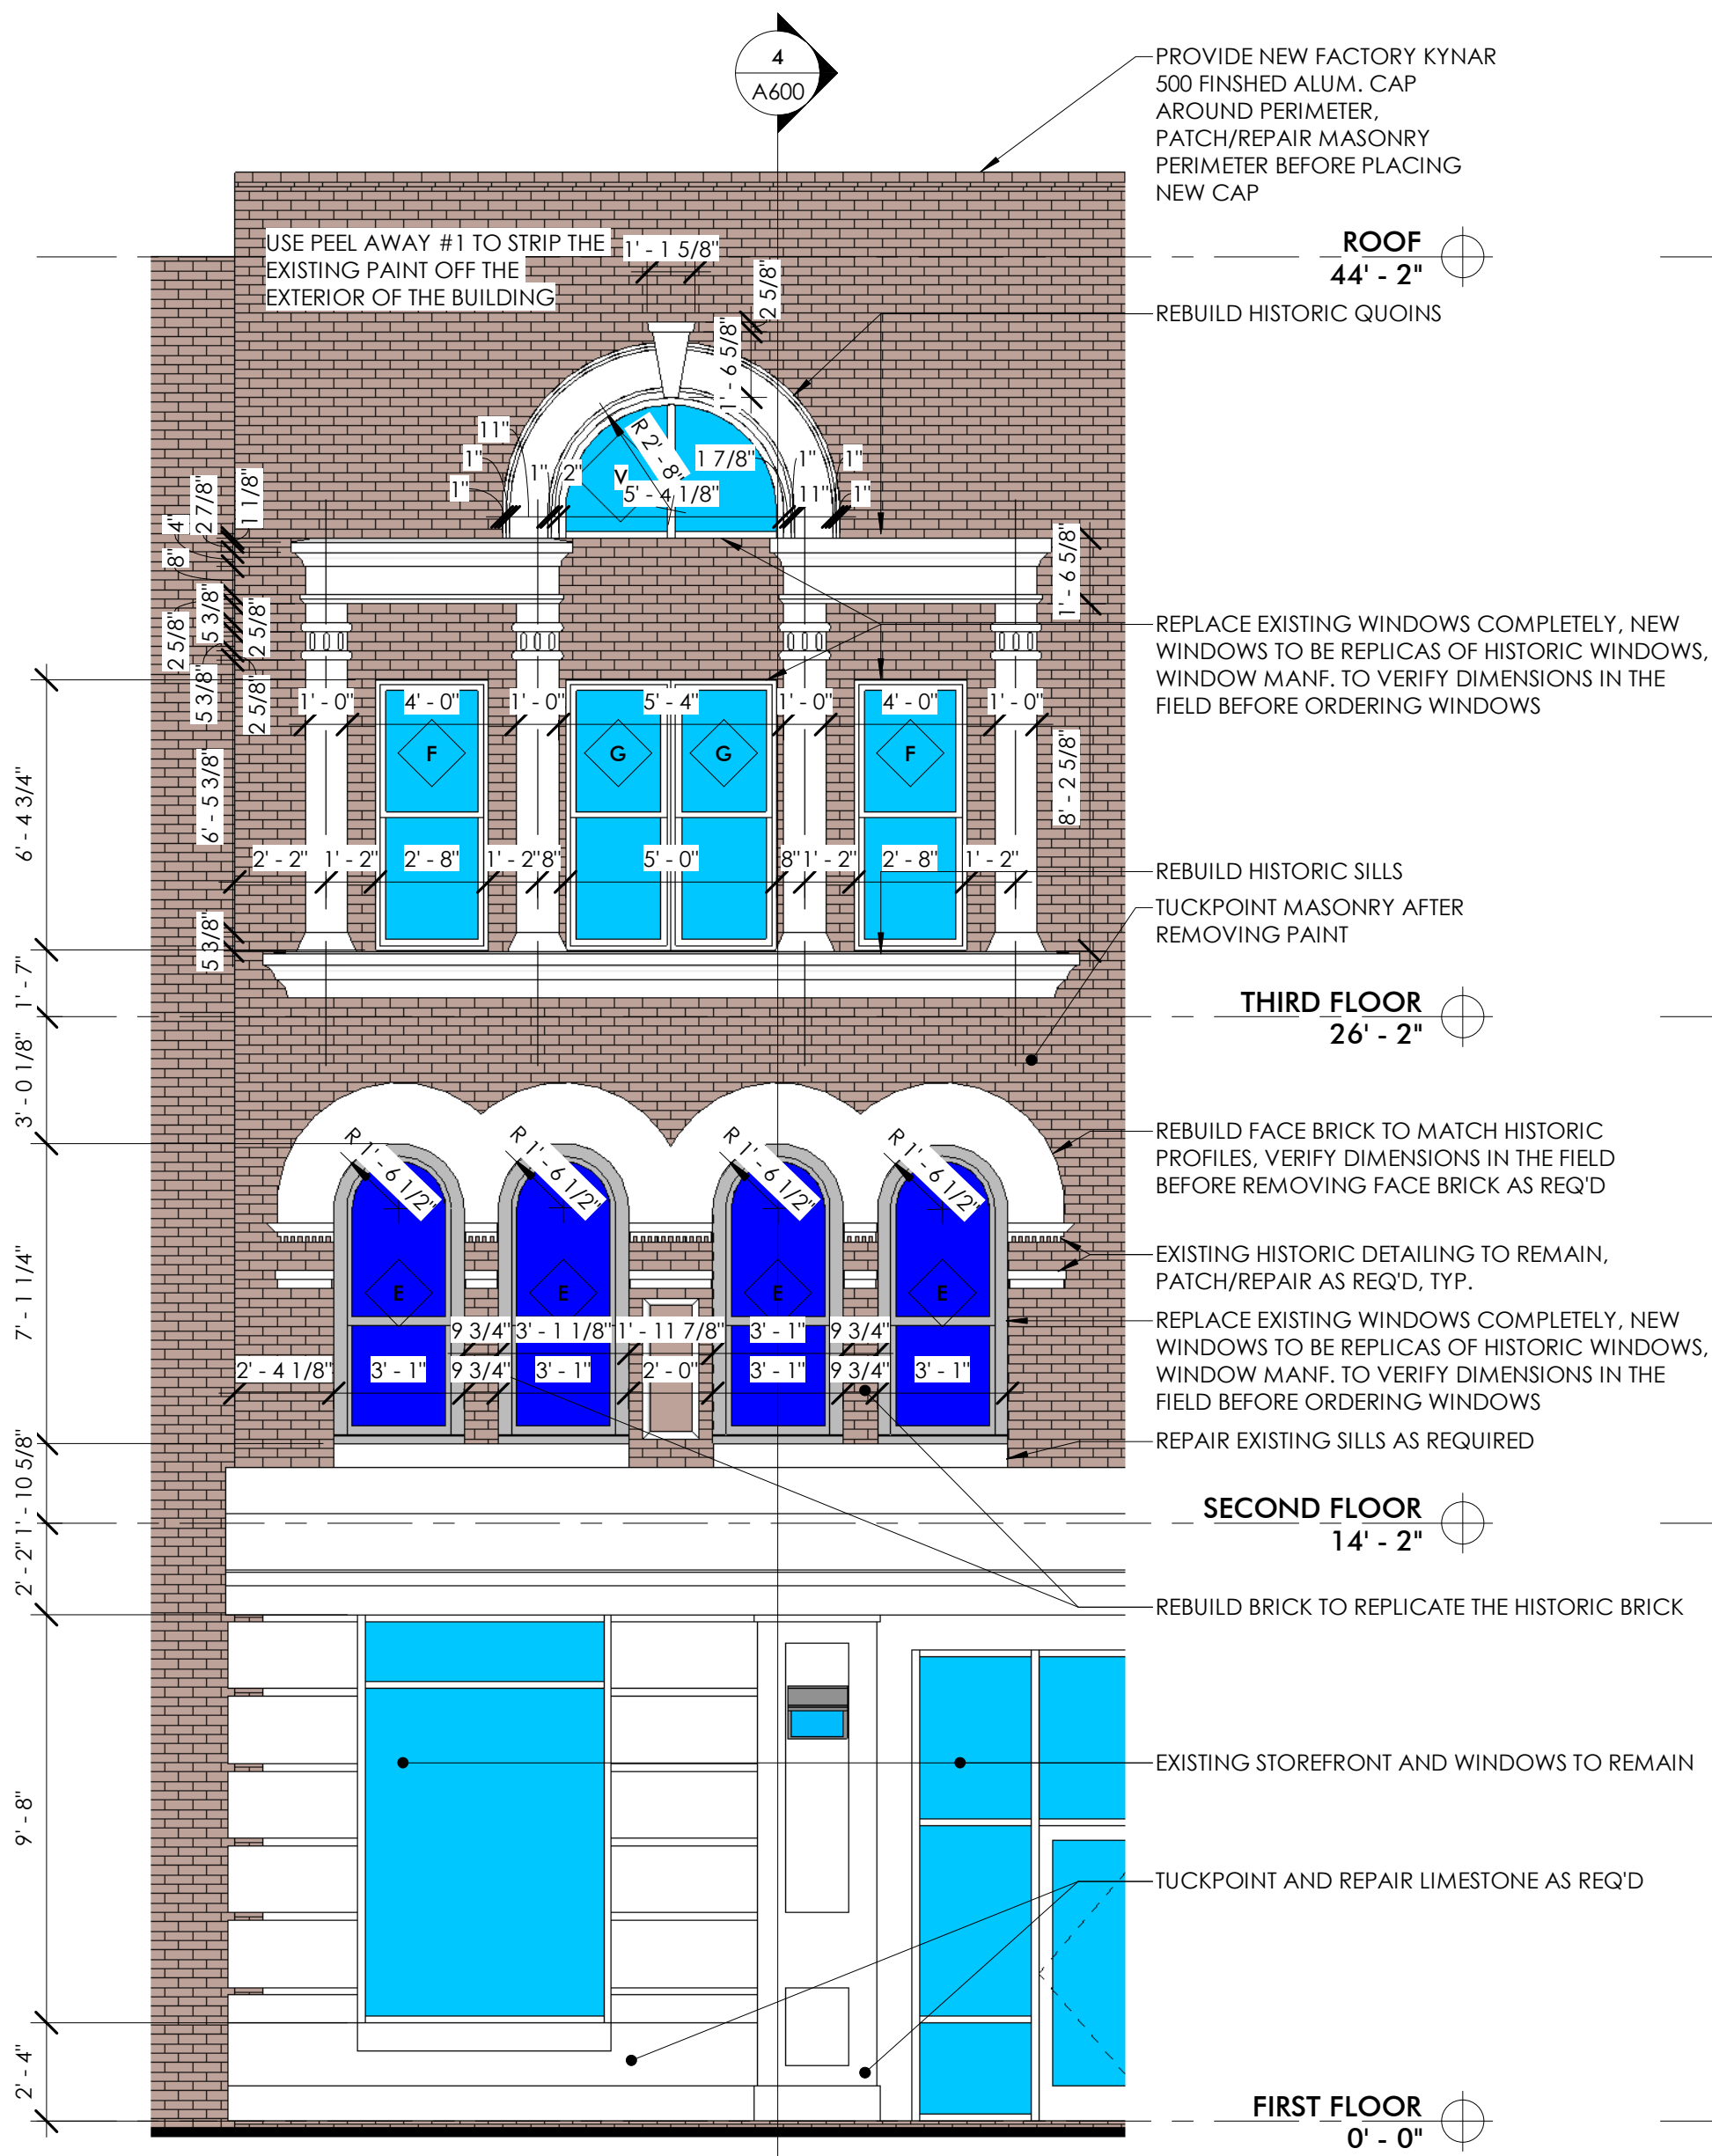 4
A600
PROVIDE NEW FACTORY KYNAR
500 FINSHED ALUM. CAP
AROUND PERIMETER,
PATCH/REPAIR MASONRY
PERIMETER BEFORE PLACING
NEW CAP
USE PEEL AWAY #1 TO STRIP THE
EXISTING PAINT OFF THE
EXTERIOR OF THE BUILDING
1' - 1 5/8"
2 5/8"
1' - 6 5/8"
ROOF
44' - 2"
REBUILD HISTORIC QUOINS
11"
1"
1"
1"
2"
V
R 2' - 8"
5' - 4 1/8"
1 7/8"
1"
11"
1"
1"
4"
2 7/8"
1 1/8"
8"
2 5/8"
5 3/8"
2 5/8"
5 3/8"
2 5/8"
1' - 6 5/8"
REPLACE EXISTING WINDOWS COMPLETELY, NEW
WINDOWS TO BE REPLICAS OF HISTORIC WINDOWS,
WINDOW MANF. TO VERIFY DIMENSIONS IN THE
FIELD BEFORE ORDERING WINDOWS
1' - 0"
4' - 0"
1' - 0"
5' - 4"
1' - 0"
4' - 0"
1' - 0"
F
G
G
F
6' - 4 3/4"
6' - 5 3/8"
8' - 2 5/8"
2' - 2"
1' - 2"
2' - 8"
1' - 2"
8"
5' - 0"
8"
1' - 2"
2' - 8"
1' - 2"
REBUILD HISTORIC SILLS
TUCKPOINT MASONRY AFTER
REMOVING PAINT
5 3/8"
1' - 7"
THIRD FLOOR
26' - 2"
3' - 0 1/8"
REBUILD FACE BRICK TO MATCH HISTORIC
PROFILES, VERIFY DIMENSIONS IN THE FIELD
BEFORE REMOVING FACE BRICK AS REQ'D
R 1' - 6 1/2"
R 1' - 6 1/2"
R 1' - 6 1/2"
R 1' - 6 1/2"
EXISTING HISTORIC DETAILING TO REMAIN,
PATCH/REPAIR AS REQ'D, TYP.
7' - 1 1/4"
E
E
E
E
REPLACE EXISTING WINDOWS COMPLETELY, NEW
WINDOWS TO BE REPLICAS OF HISTORIC WINDOWS,
WINDOW MANF. TO VERIFY DIMENSIONS IN THE
FIELD BEFORE ORDERING WINDOWS
9 3/4"
3' - 1 1/8"
1' - 11 7/8"
3' - 1"
9 3/4"
2' - 4 1/8"
3' - 1"
9 3/4"
3' - 1"
2' - 0"
3' - 1"
9 3/4"
3' - 1"
REPAIR EXISTING SILLS AS REQUIRED
1' - 10 5/8"
SECOND FLOOR
14' - 2"
2' - 2"
REBUILD BRICK TO REPLICATE THE HISTORIC BRICK
EXISTING STOREFRONT AND WINDOWS TO REMAIN
9' - 8"
TUCKPOINT AND REPAIR LIMESTONE AS REQ'D
2' - 4"
FIRST FLOOR
0' - 0"